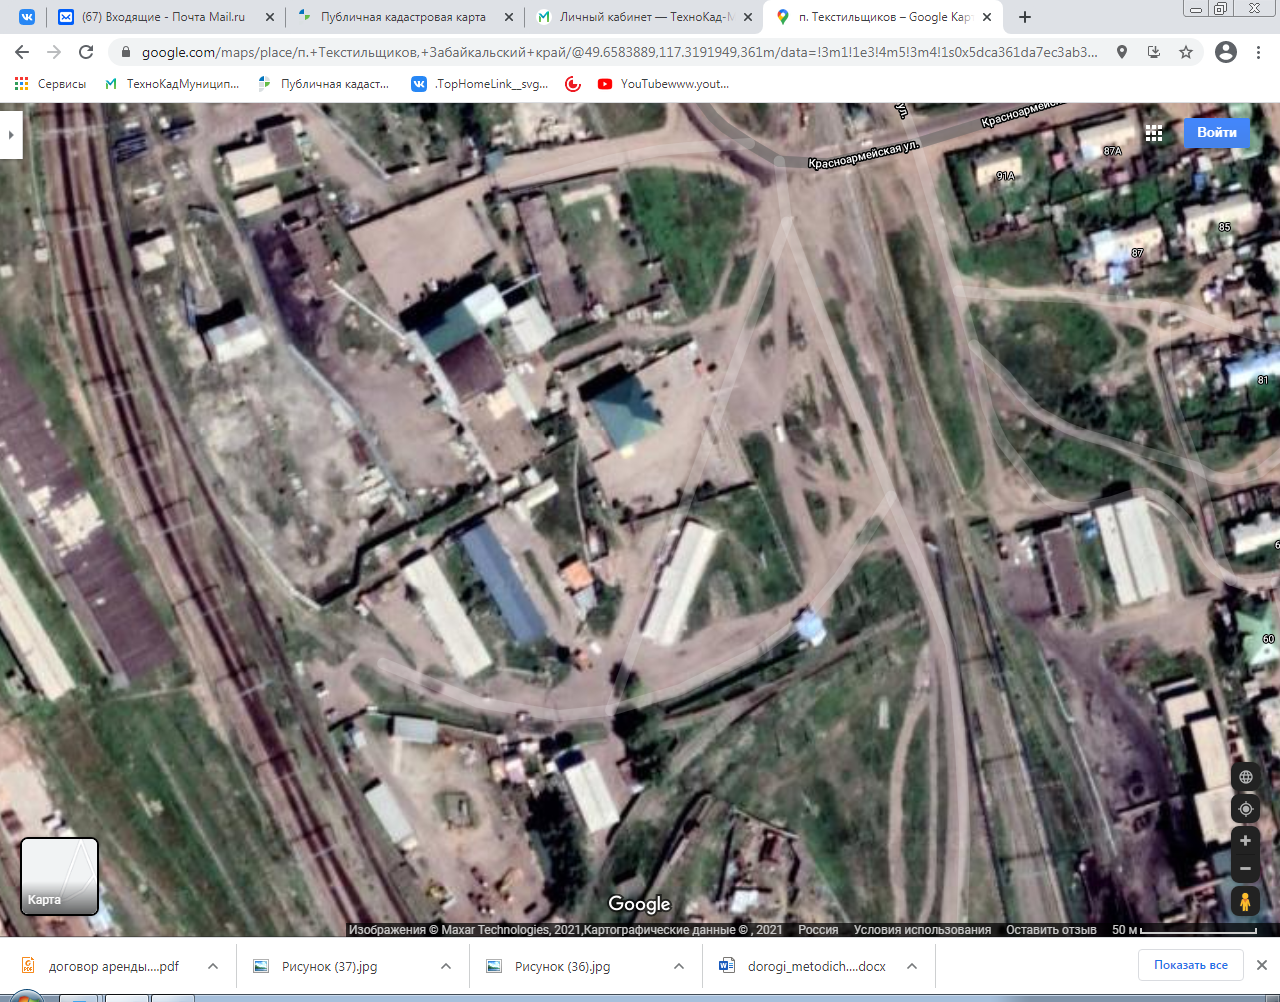 (67) Входящие - Почта Mail.ru
Публичная кадастровая карта
Личный кабинет — ТехноКад-М
п. Текстильщиков – Google Кар
google.com/maps/place/п.+Текстильщиков,+Забайкальский+край/@49.6583889,117.3191949,361m/data=!3m1!1e3!4m5!3m4!1s0x5dca361da7ec3ab3...
Сервисы
ТехноКадМуницип...
Публичная кадаст...
.TopHomeLink__svg...
YouTubewww.yout...
Войти
Красноармейс
ул.
Красноармейская ул.
87А
91А
85
87
81
60
Карта
Google
Изображения © Maxar Technologies, 2021,Картографические данные © , 2021
Россия
Условия использования
Оставить отзыв
50 м
договор аренды....pdf
Рисунок (37).jpg
Рисунок (36).jpg
dorogi_metodich....docx
Показать все